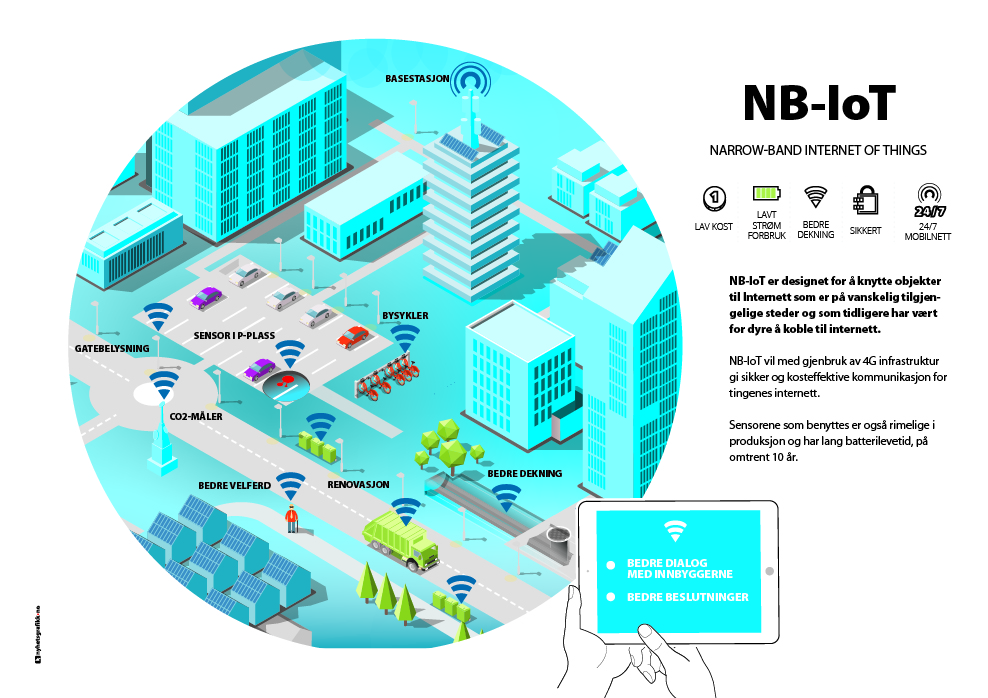 BASESTASJON
NB-IoT
NARROW-BAND INTERNET OF THINGS
1
LAV KOST
LAVT
STRØM
FORBRUK
BEDRE
DEKNING
SIKKERT
24/7
24/7
MOBILNETT
NB-IoT er designet for å knytte objekter
til Internett som er på vanskelig tilgjen-
gelige steder og som tidligere har vært
for dyre å koble til internett.
NB-IoT vil med gjenbruk av 4G infrastruktur
gi sikker og kosteffektive kommunikasjon for
tingenes internett.
Sensorene som benyttes er også rimelige i
produksjon og har lang batterilevetid, på
omtrent 10 år.
BYSYKLER
SENSOR I P-PLASS
GATEBELYSNING
CO2-MÅLER
BEDRE VELFERD
RENOVASJON
BEDRE DEKNING
BEDRE DIALOG
MED INNBYGGERNE
BEDRE BESLUTNINGER
nyhetsgrafikk.no